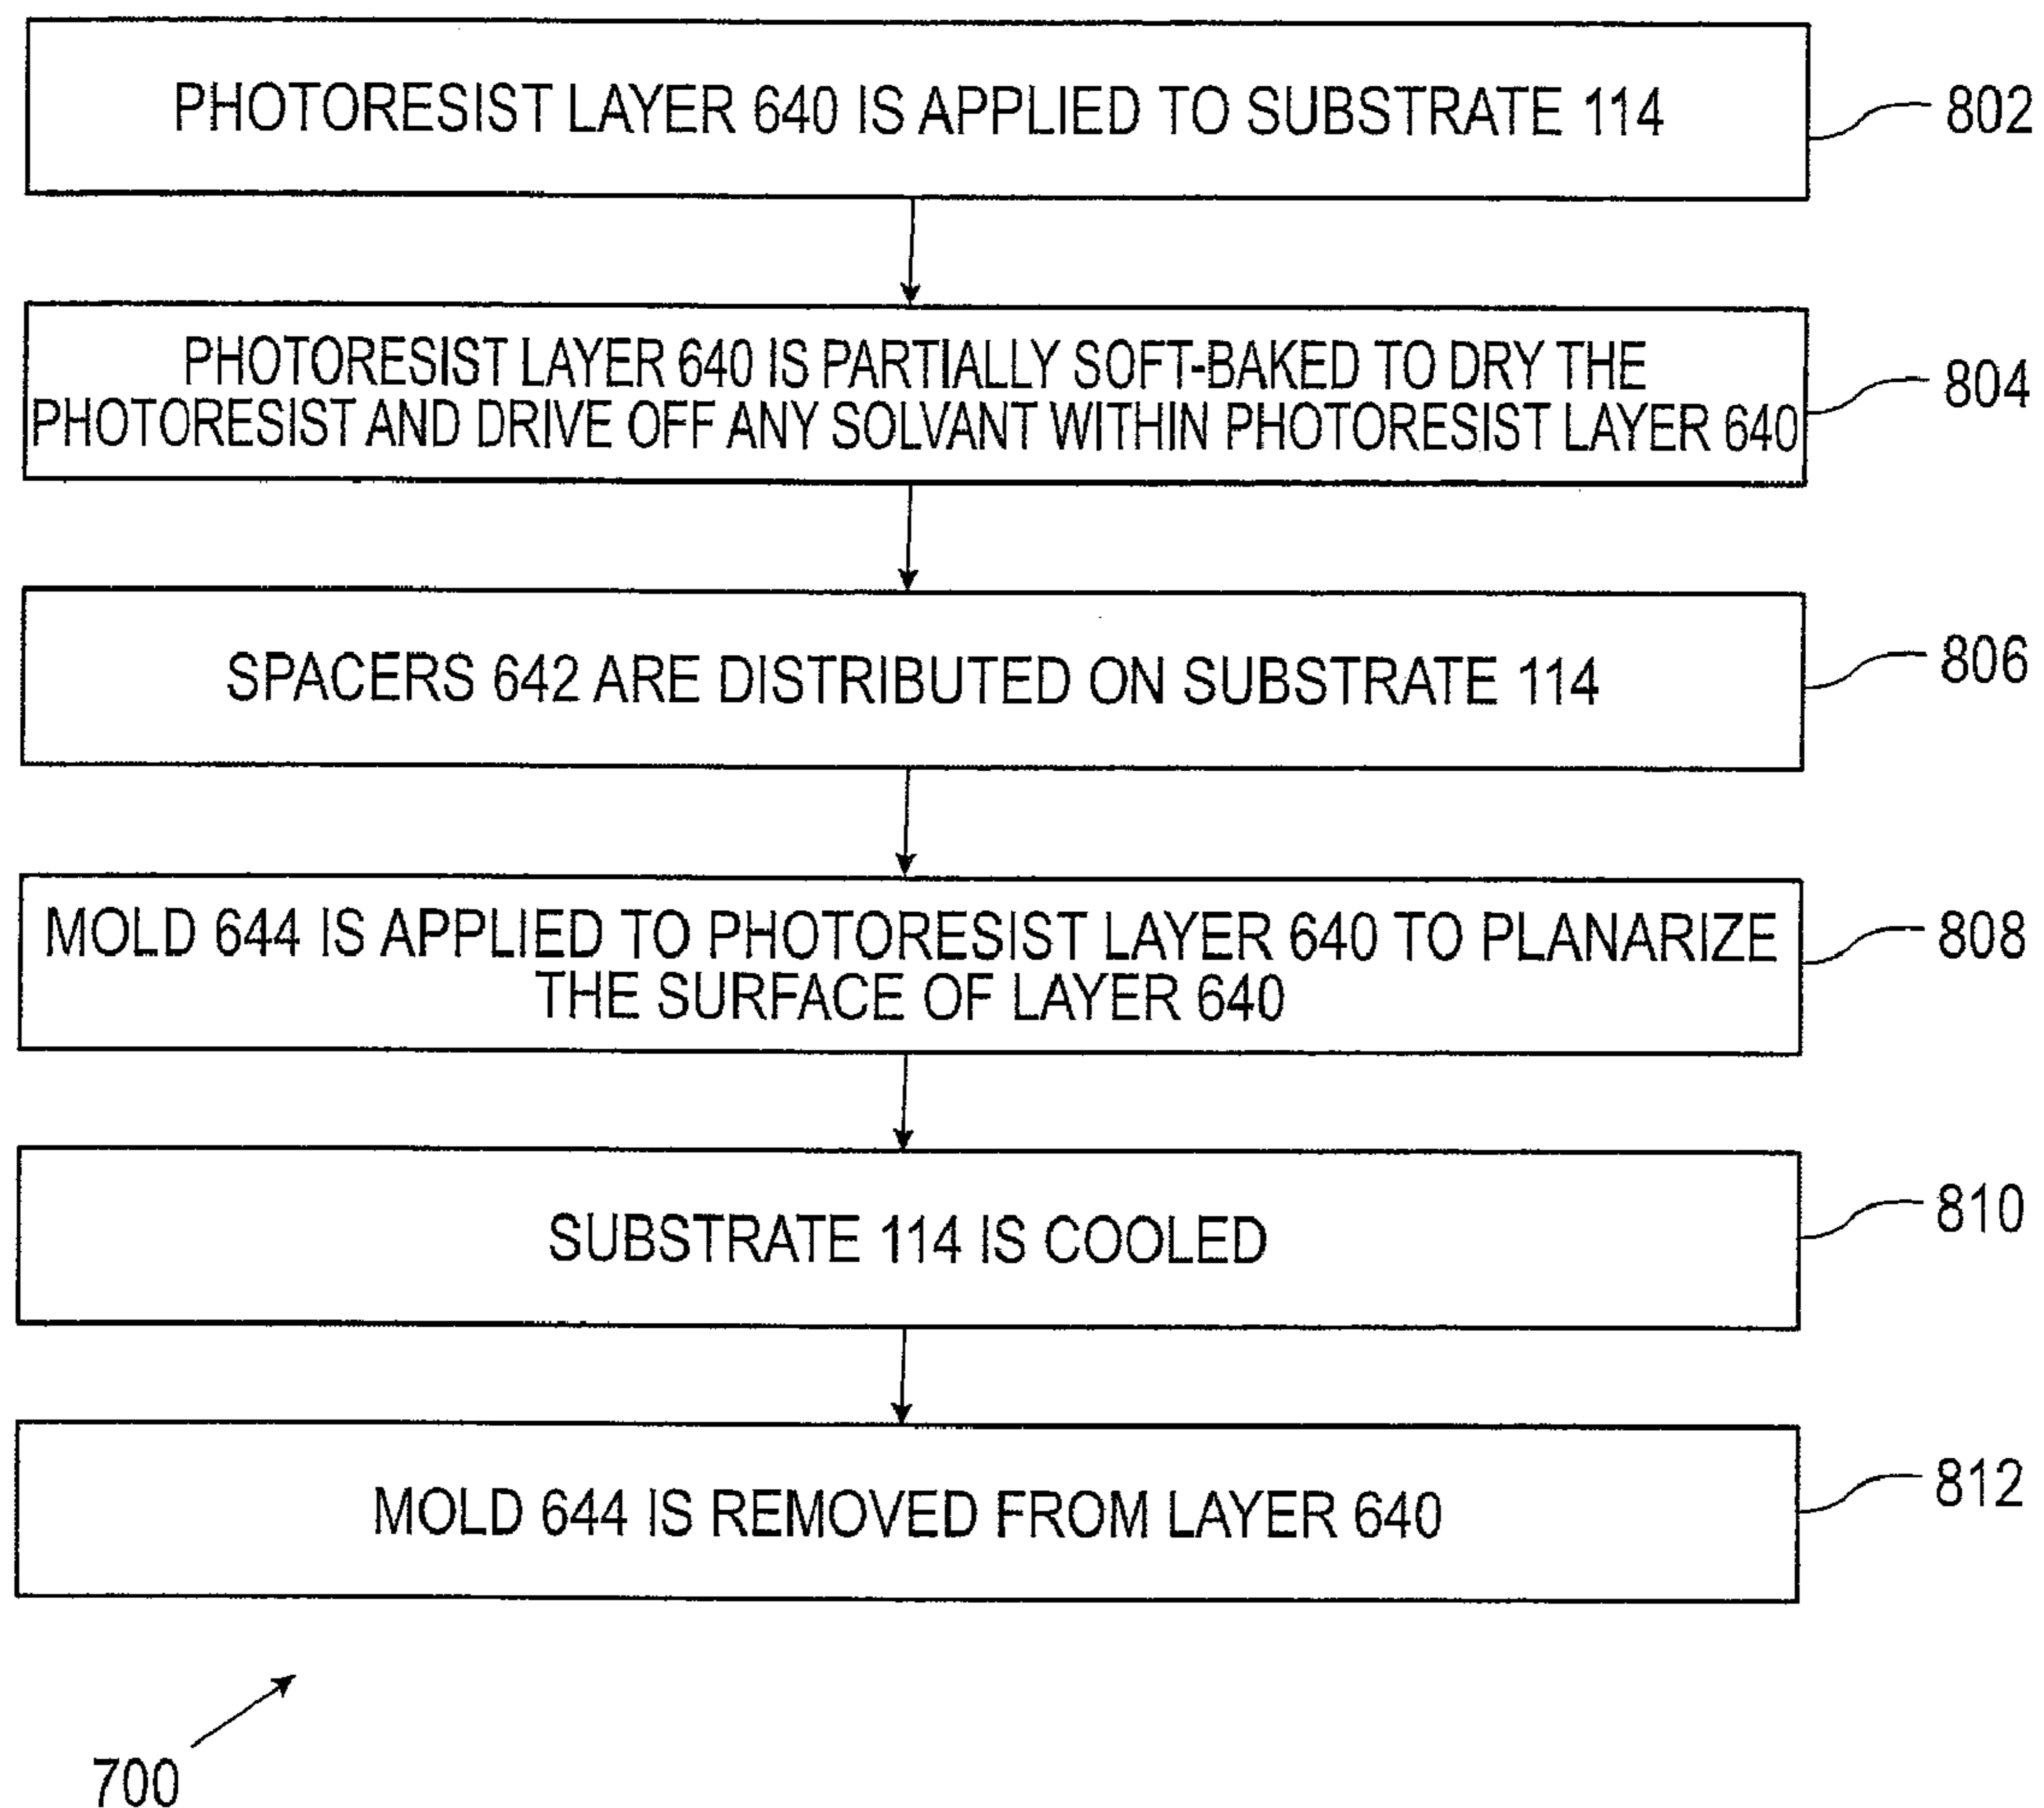 PHOTORESIST LAYER 640 IS APPLIED TO SUBSTRATE 114
802
PHOTORESIST LAYER 640 IS PARTIALLY SOFT-BAKED TO DRY THE
PHOTORESIST AND DRIVE OFF ANY SOLVANT WITHIN PHOTORESIST LAYER 640
804
SPACERS 642 ARE DISTRIBUTED ON SUBSTRATE 114
806
MOLD 644 IS APPLIED TO PHOTORESIST LAYER 640 TO PLANARIZE
THE SURFACE OF LAYER 640
808
SUBSTRATE 114 IS COOLED
810
MOLD 644 IS REMOVED FROM LAYER 640
812
700